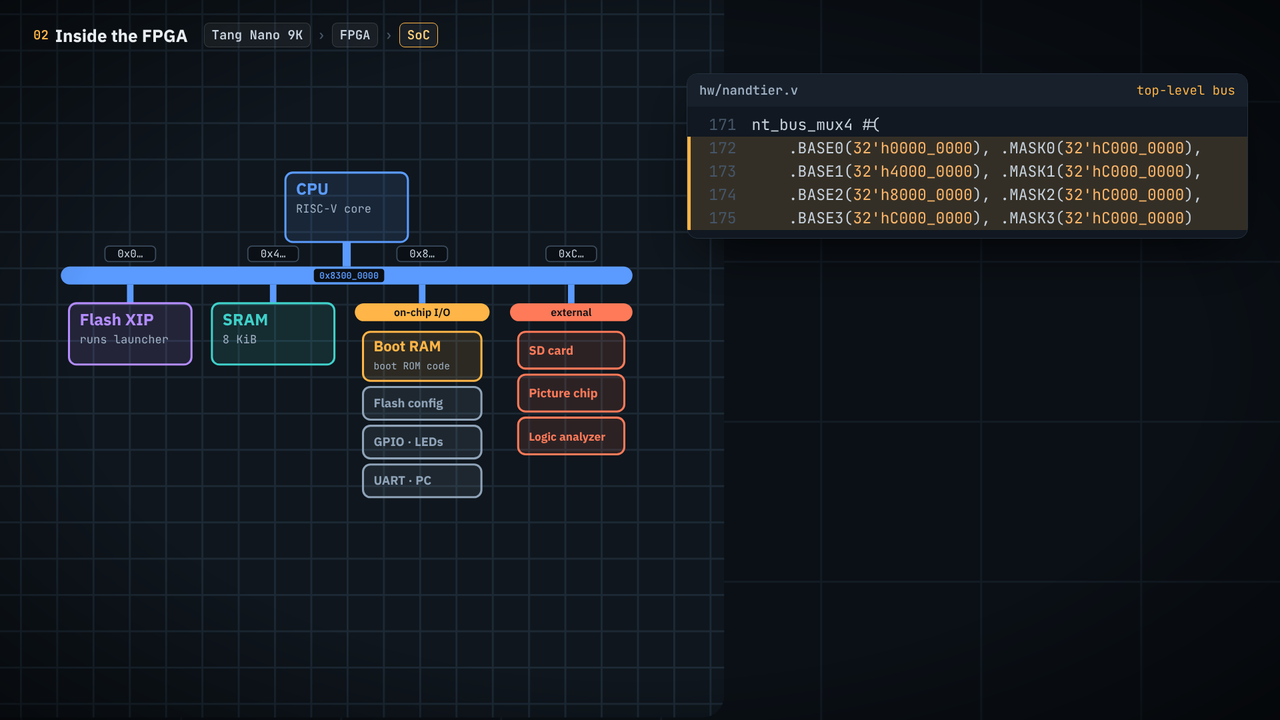 02 Inside the FPGA Tang Nano 9K › FPGA › SoC
hw/nandtier.v top-level bus
171 nt_bus_mux4 #(
172 .BASE0(32'h0000_0000), .MASK0(32'hC000_0000),
173 .BASE1(32'h4000_0000), .MASK1(32'hC000_0000),
174 .BASE2(32'h8000_0000), .MASK2(32'hC000_0000),
175 .BASE3(32'hC000_0000), .MASK3(32'hC000_0000)
CPU
RISC-V core
0x0… 0x4… 0x8… 0xC…
0x8300_0000
Flash XIP
runs launcher
SRAM
8 KiB
on-chip I/O
Boot RAM
boot ROM code
Flash config
GPIO · LEDs
UART · PC
external
SD card
Picture chip
Logic analyzer